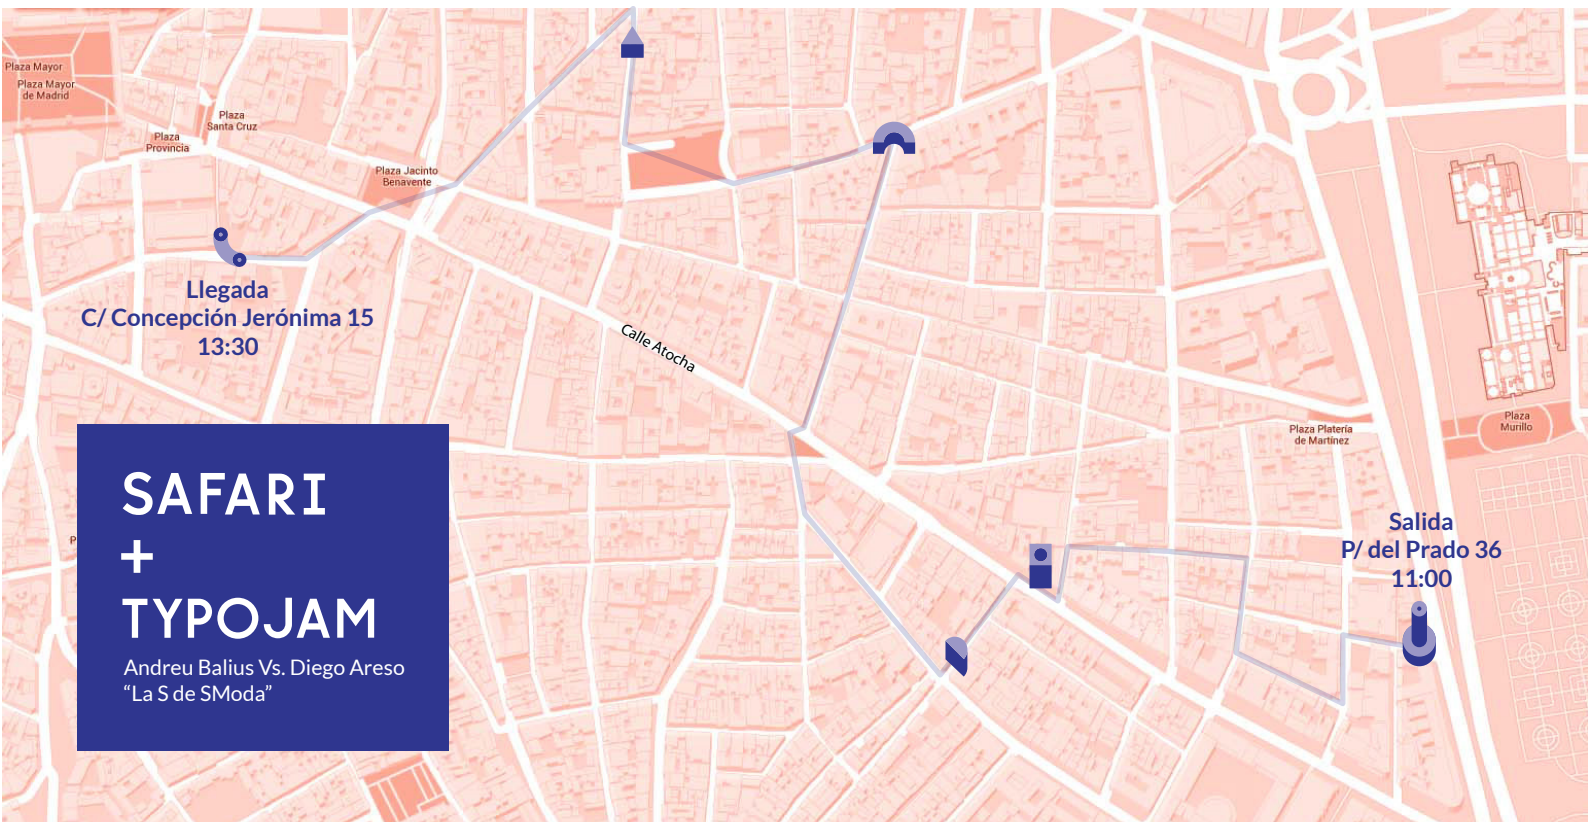 Plaza Mayor
Plaza Mayor
de Madrid
Plaza
Santa Cruz
Plaza
Provincia
Plaza Jacinto
Benavente
Llegada
C/ Concepción Jerónima 15
13:30
Calle Atocha
Plaza Platería
de Martínez
Plaza
Murillo
Salida
P/ del Prado 36
11:00
P
SAFARI
+
TYPOJAM
Andreu Balius Vs. Diego Areso
“La S de SModa”